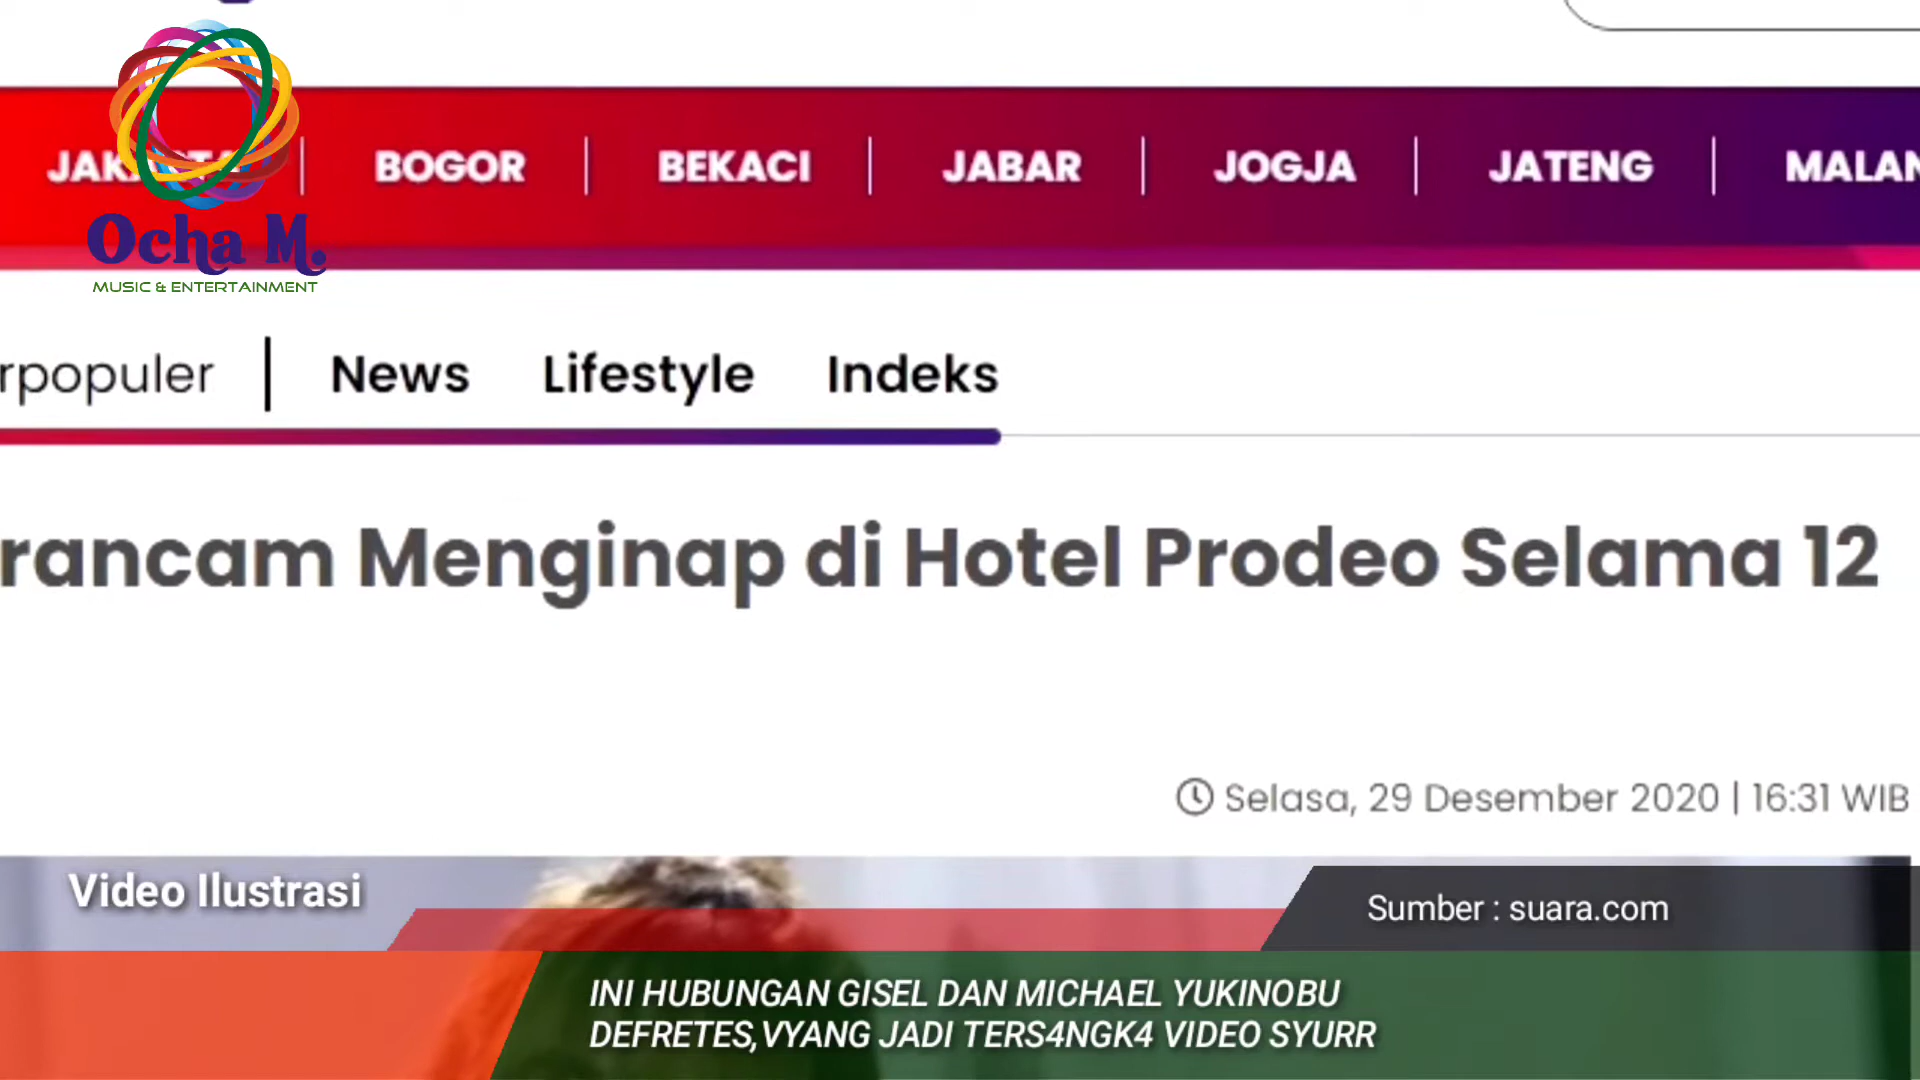 JAKARTA | BOGOR | BEKACI | JABAR | JOGJA | JATENG | MALAN
Ocha M.
MUSIC & ENTERTAINMENT
rpopuler | News Lifestyle Indeks
rancam Menginap di Hotel Prodeo Selama 12
Selasa, 29 Desember 2020 | 16:31 WIB
Video Ilustrasi
Sumber : suara.com
INI HUBUNGAN GISEL DAN MICHAEL YUKINOBU
DEFRETES,VYANG JADI TERS4NGK4 VIDEO SYURR